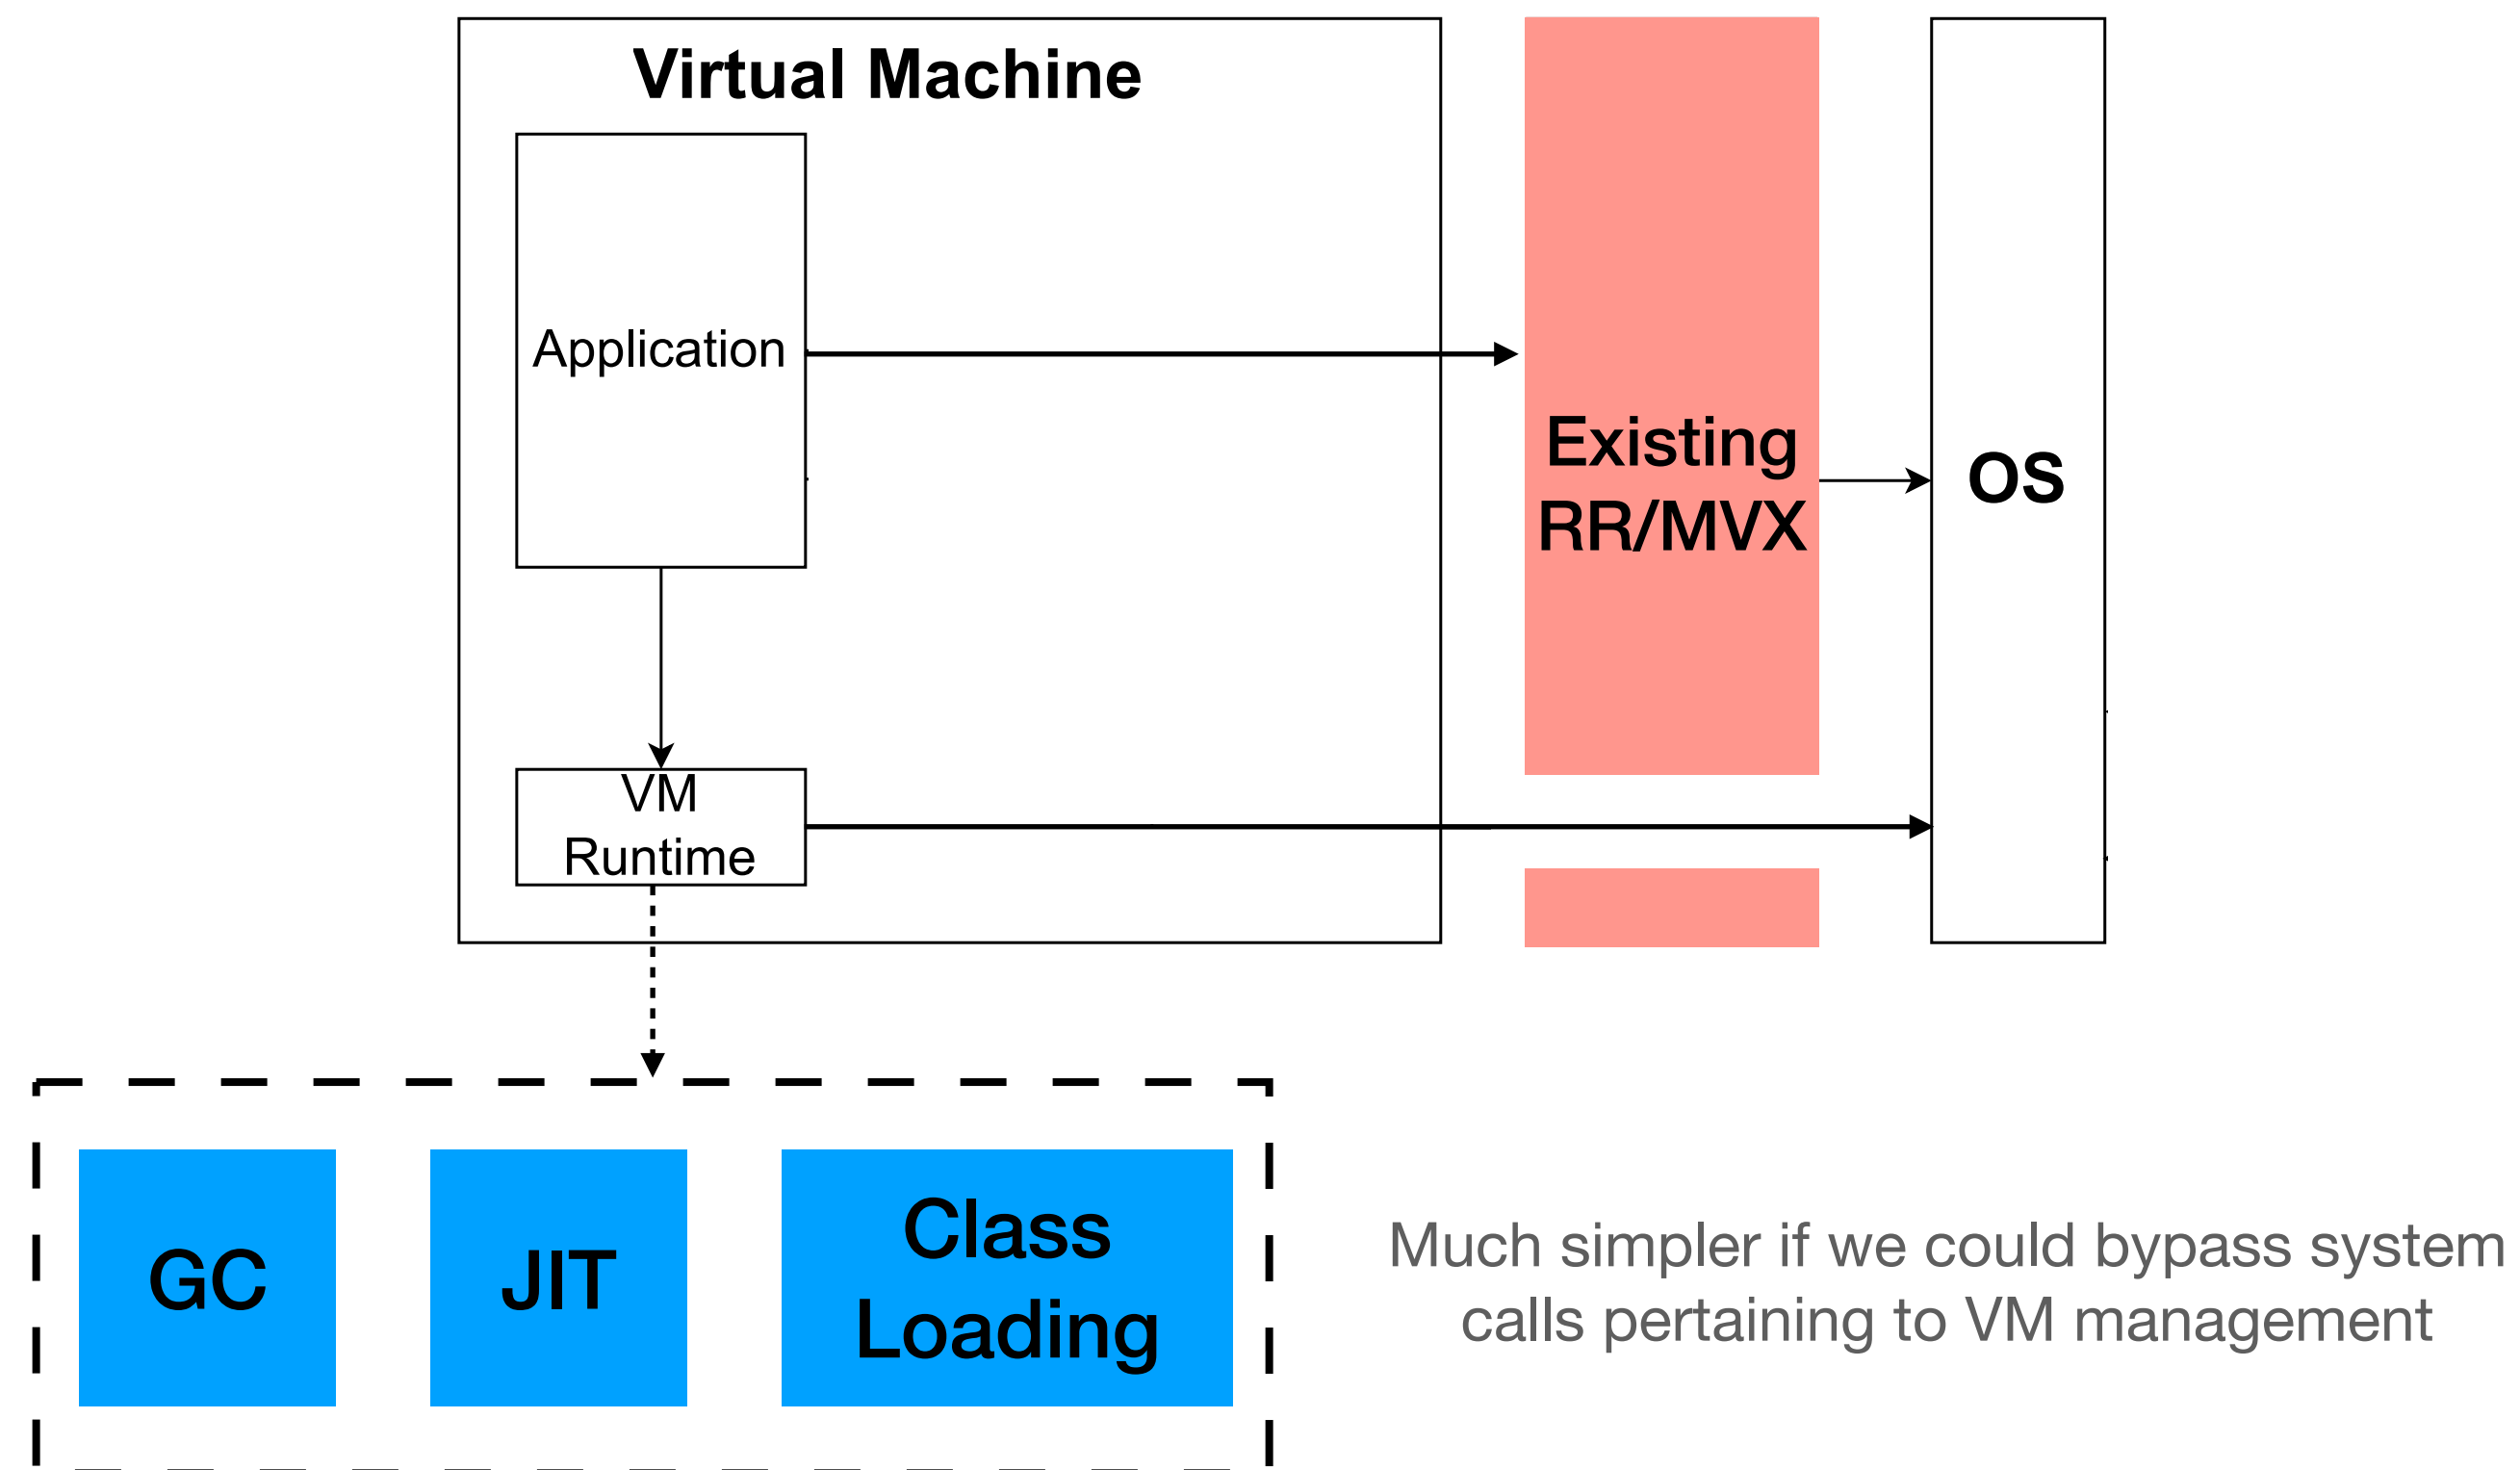 Virtual Machine
Application
Existing
RR/MVX
OS
VM
Runtime
GC
JIT
Class
Loading
Much simpler if we could bypass system
calls pertaining to VM management